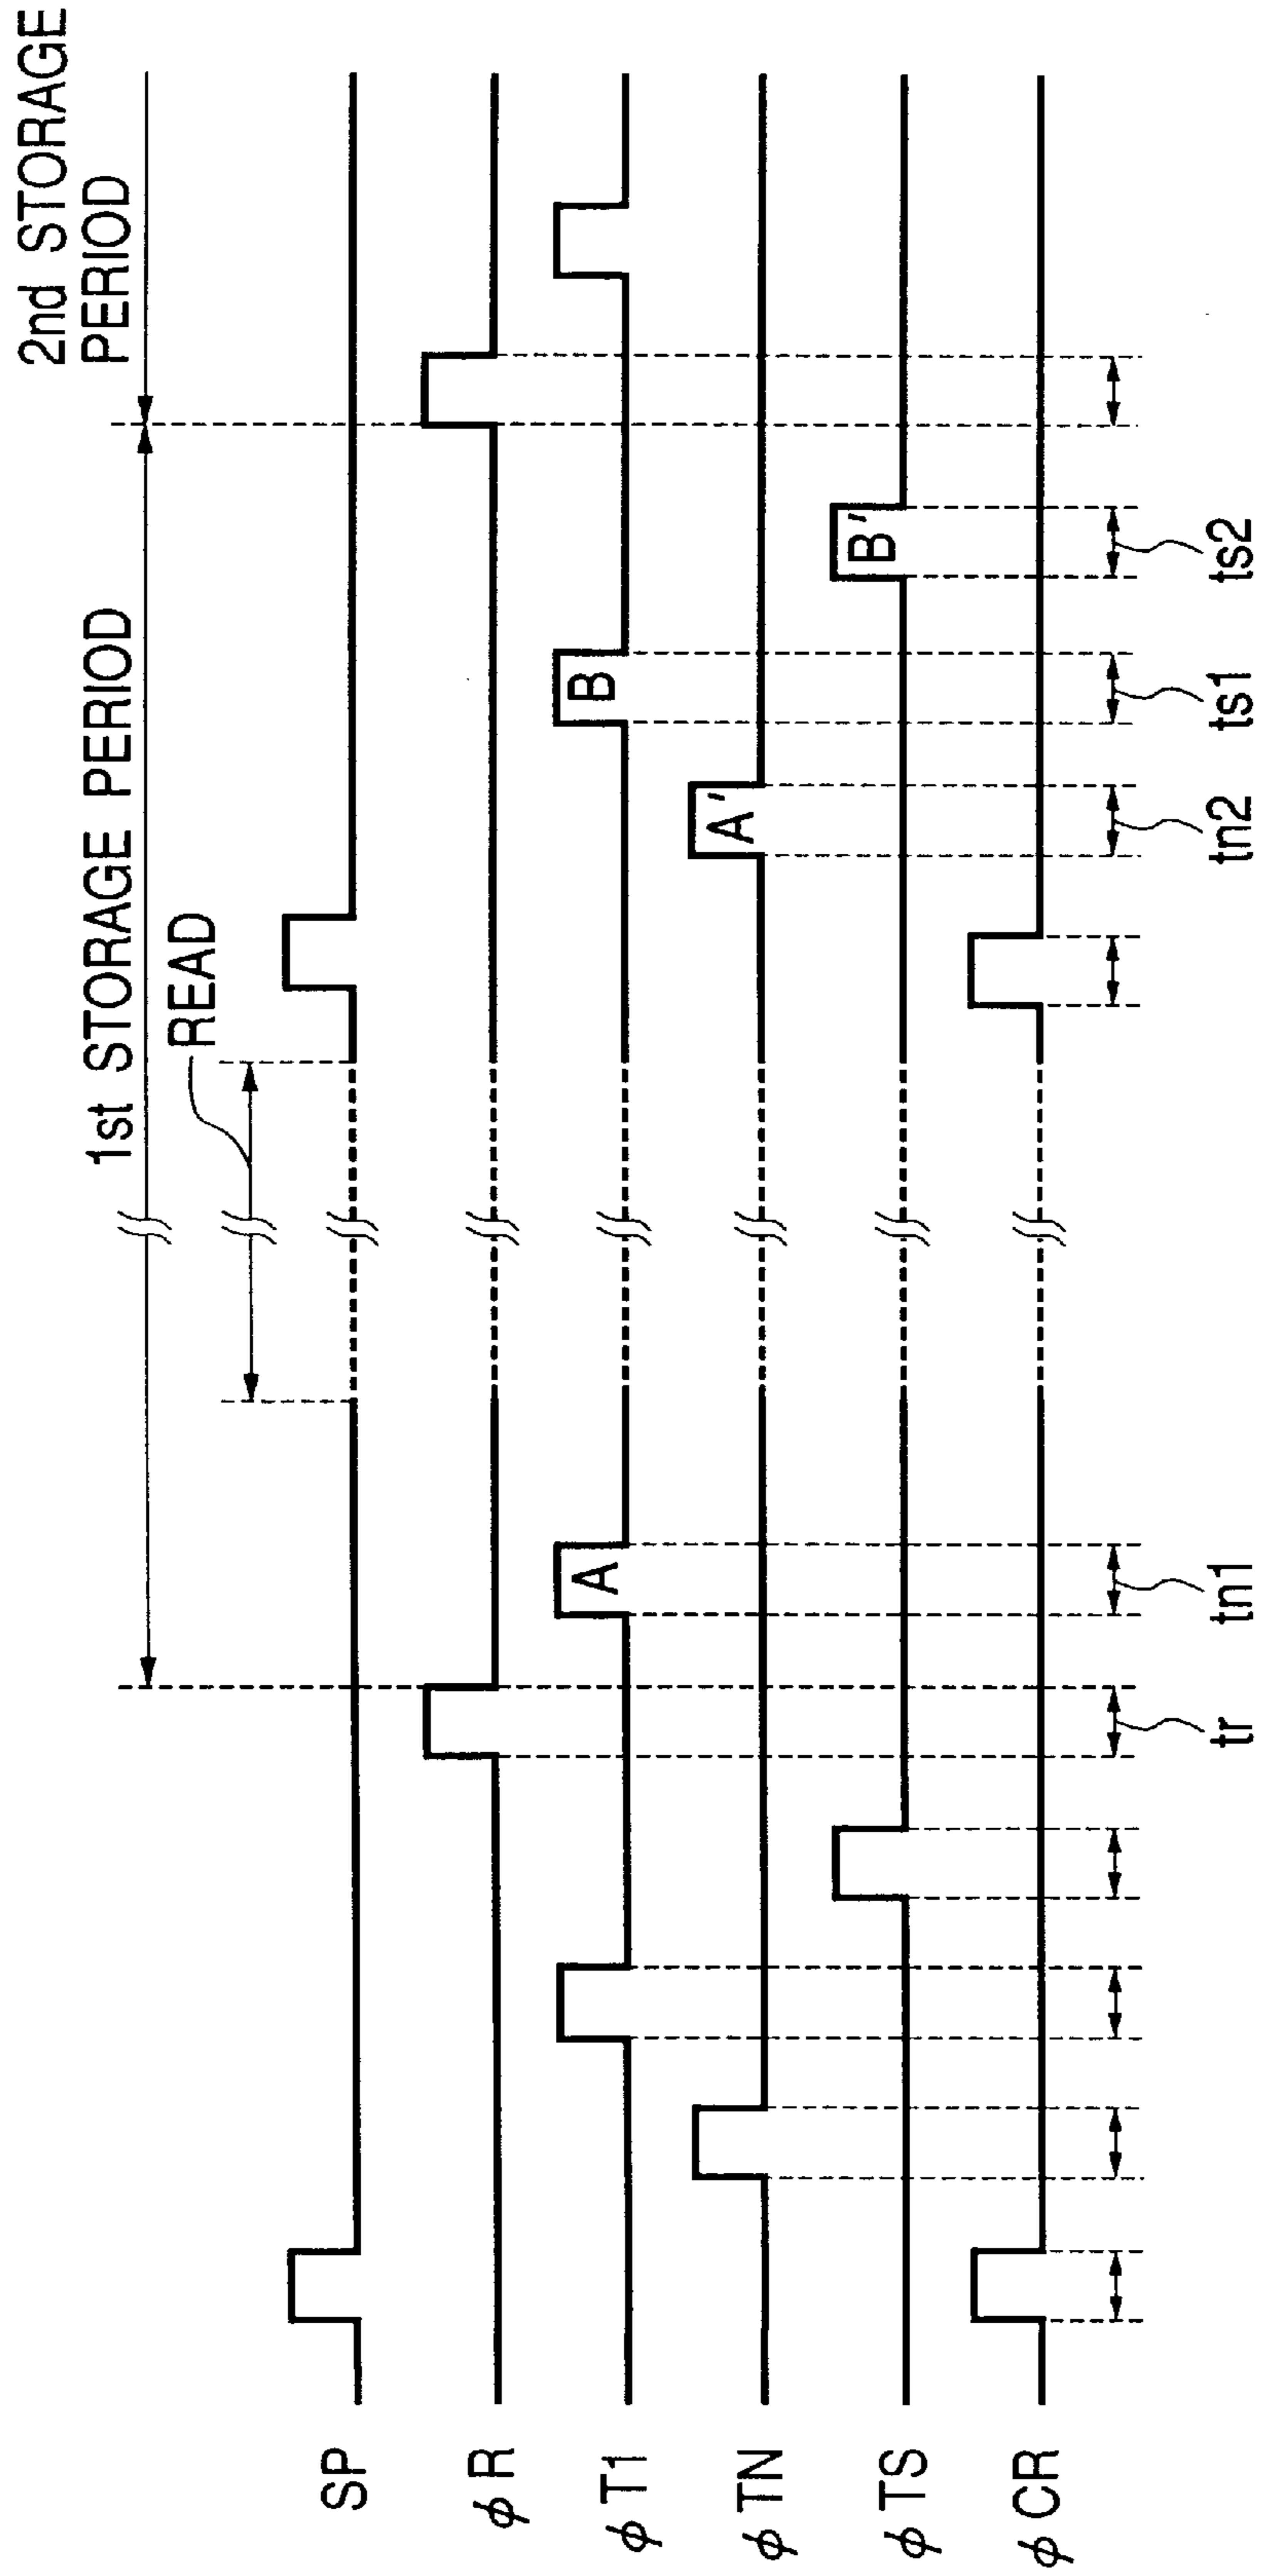 2nd STORAGE
PERIOD
1st STORAGE PERIOD
READ
SP
φR
φT1
A
B
φTN
A′
φTS
B′
φCR
tr
tn1
tn2
ts1
ts2